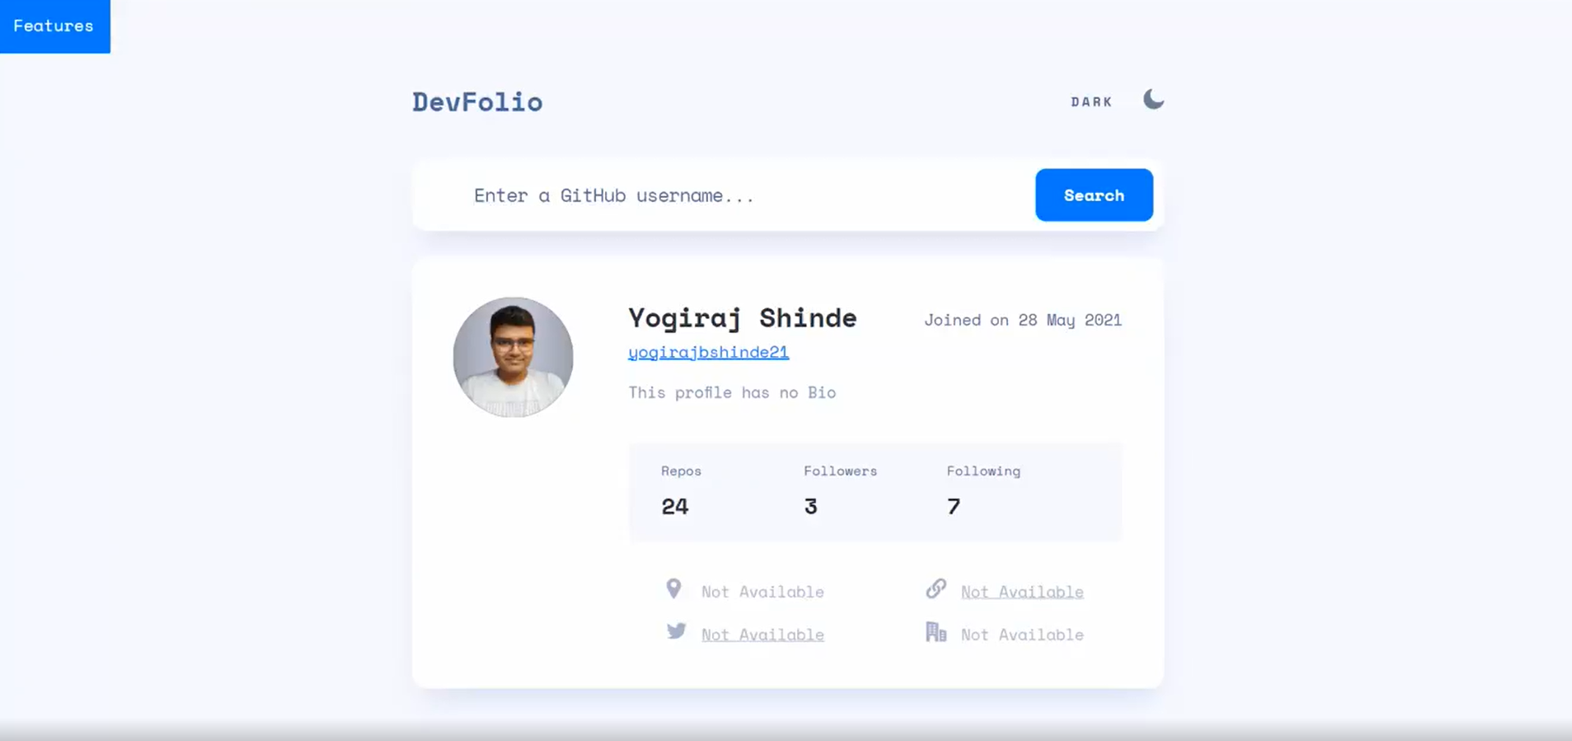 Features
DevFolio
DARK
Enter a GitHub username...
Search
Yogiraj Shinde
Joined on 28 May 2021
yogirajbshinde21
This profile has no Bio
Repos Followers Following
24 3 7
Not Available Not Available
Not Available Not Available